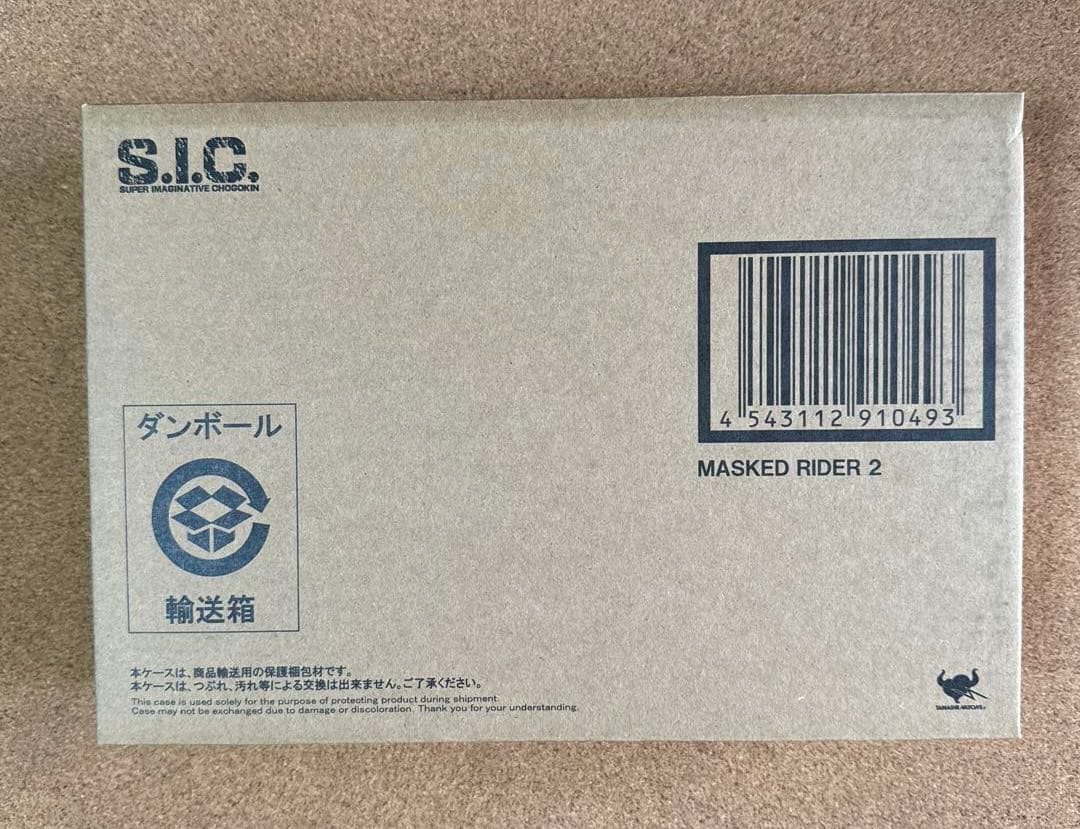 S.I.C.
SUPER IMAGINATIVE CHOGOKIN
4 543112 910493
MASKED RIDER 2
ダンボール
輸送箱
本ケースは、商品輸送用の保護梱包材です。
本ケースは、つぶれ、汚れ等による交換は出来ません。ご了承ください。
This case is used solely for the purpose of protecting product during shipment.
Case may not be exchanged due to damage or discoloration. Thank you for your understanding.